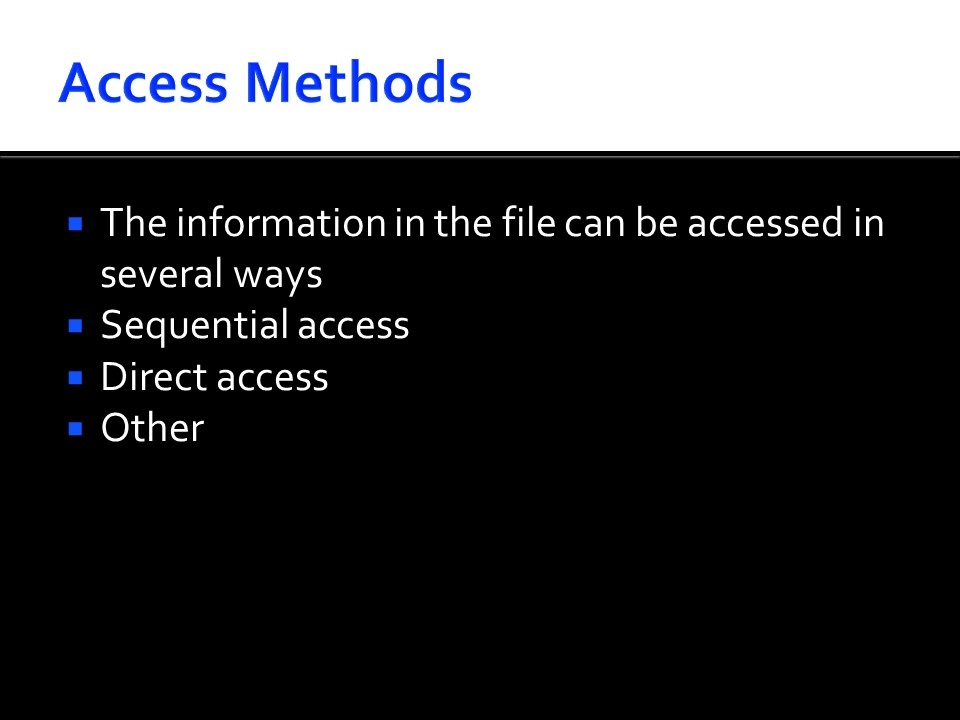 Access Methods
The information in the file can be accessed in
several ways
Sequential access
Direct access
Other